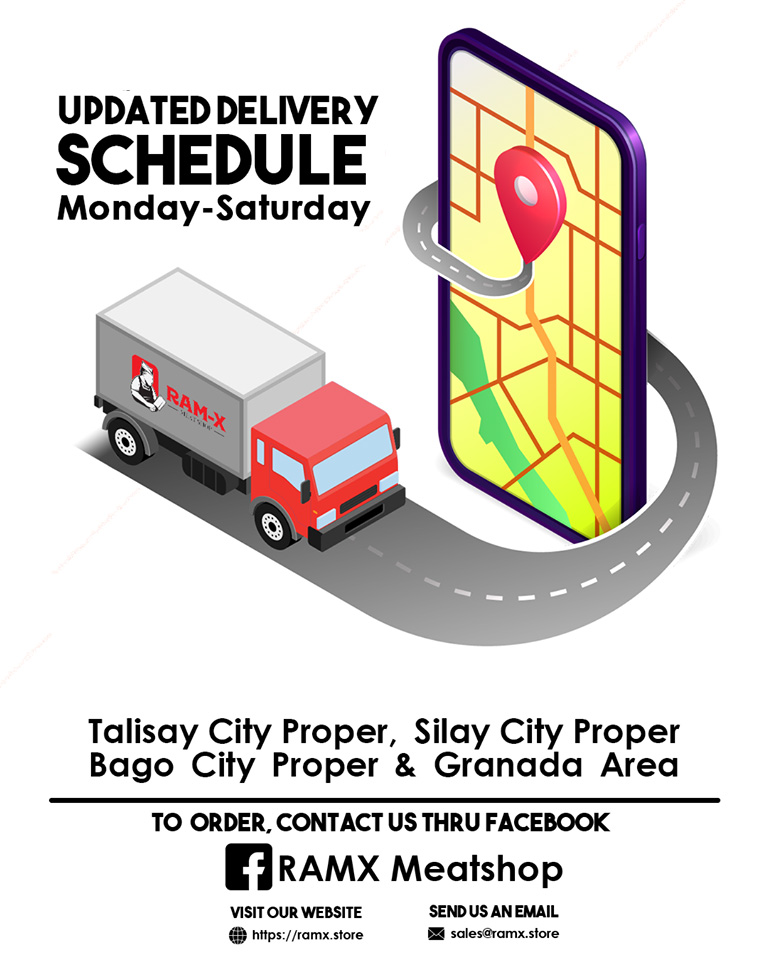 UPDATED DELIVERY
SCHEDULE
Monday-Saturday
RAM-X
Talisay City Proper, Silay City Proper
Bago City Proper & Granada Area
TO ORDER, CONTACT US THRU FACEBOOK
RAMX Meatshop
VISIT OUR WEBSITE
https://ramx.store
SEND US AN EMAIL
sales@ramx.store